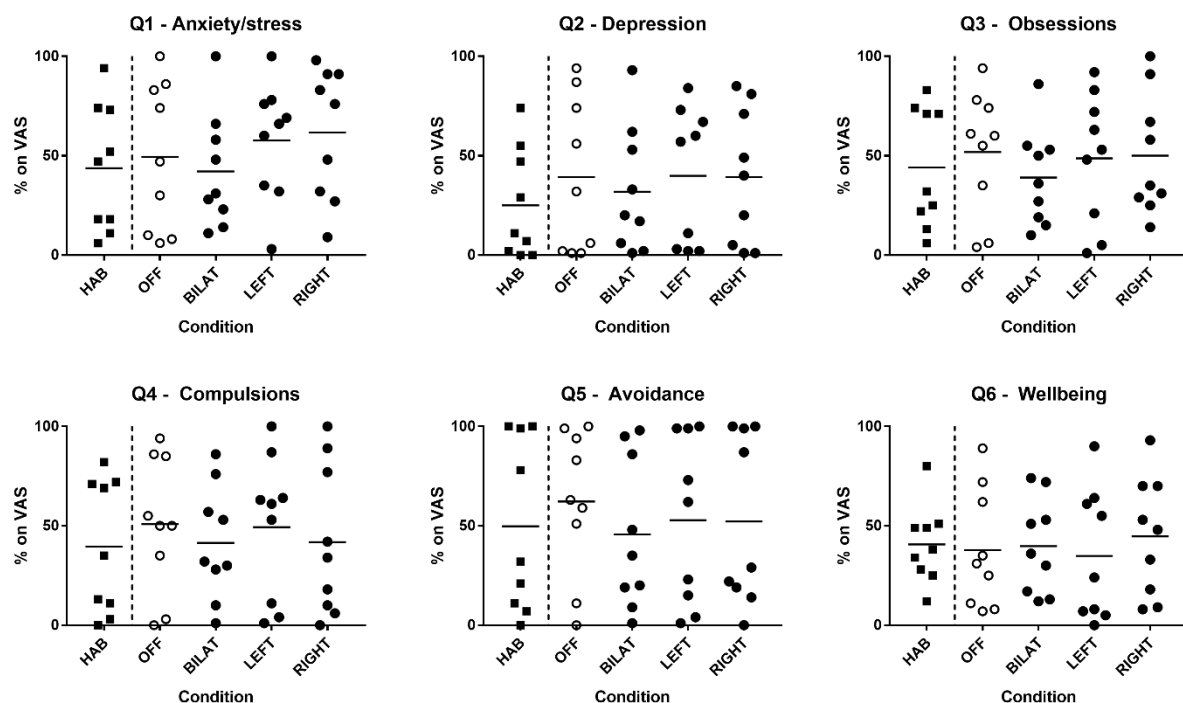 Q1 - Anxiety/stress
100
50
0
% on VAS
HAB
OFF
BILAT
LEFT
RIGHT
Condition
Q2 - Depression
100
50
0
% on VAS
HAB
OFF
BILAT
LEFT
RIGHT
Condition
Q3 - Obsessions
100
50
0
% on VAS
HAB
OFF
BILAT
LEFT
RIGHT
Condition
Q4 - Compulsions
100
50
0
% on VAS
HAB
OFF
BILAT
LEFT
RIGHT
Condition
Q5 - Avoidance
100
50
0
% on VAS
HAB
OFF
BILAT
LEFT
RIGHT
Condition
Q6 - Wellbeing
100
50
0
% on VAS
HAB
OFF
BILAT
LEFT
RIGHT
Condition